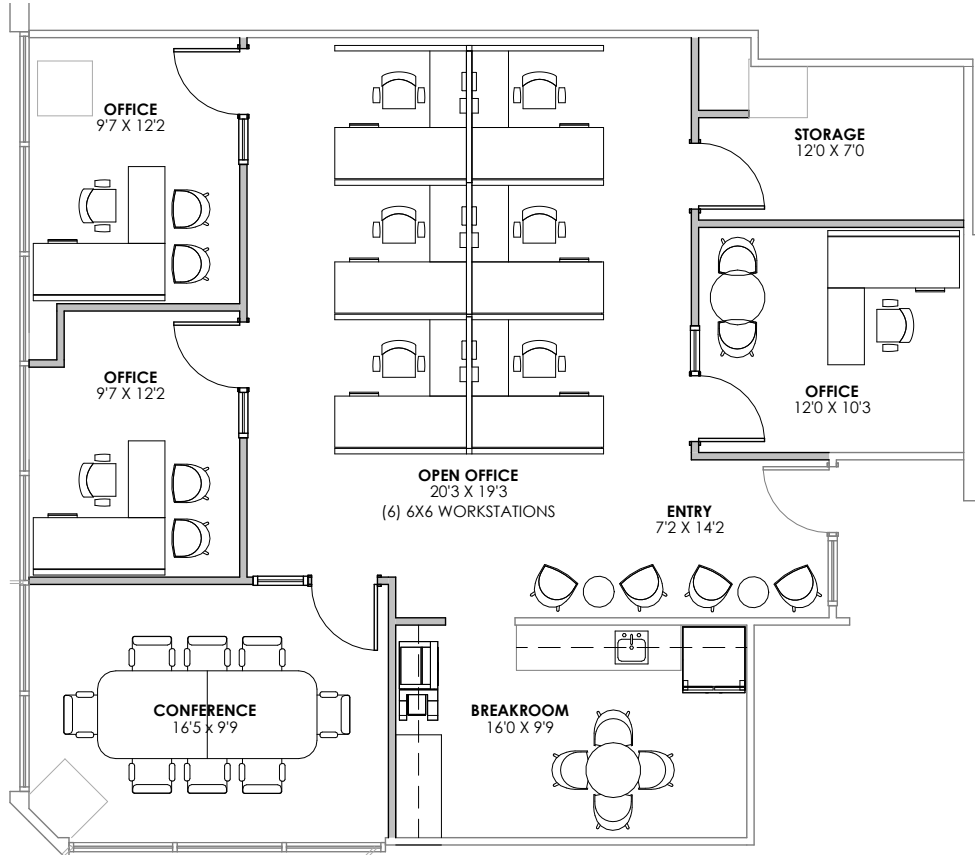 OFFICE
9'7 X 12'2
STORAGE
12'0 X 7'0
OFFICE
9'7 X 12'2
OFFICE
12'0 X 10'3
OPEN OFFICE
20'3 X 19'3
(6) 6X6 WORKSTATIONS
ENTRY
7'2 X 14'2
CONFERENCE
16'5 x 9'9
BREAKROOM
16'0 X 9'9